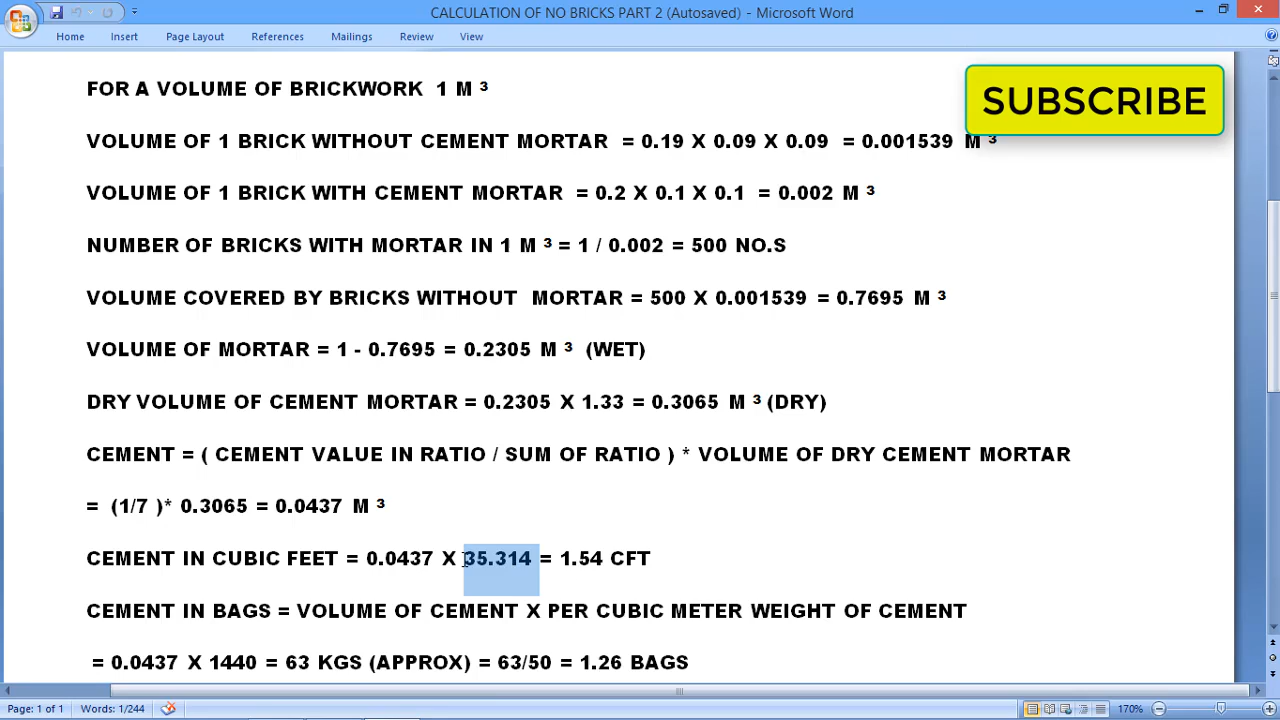 CALCULATION OF NO BRICKS PART 2 (Autosaved) - Microsoft Word
Home Insert Page Layout References Mailings Review View
FOR A VOLUME OF BRICKWORK 1 M 3
SUBSCRIBE
VOLUME OF 1 BRICK WITHOUT CEMENT MORTAR = 0.19 X 0.09 X 0.09 = 0.001539 M 3
VOLUME OF 1 BRICK WITH CEMENT MORTAR = 0.2 X 0.1 X 0.1 = 0.002 M 3
NUMBER OF BRICKS WITH MORTAR IN 1 M 3 = 1 / 0.002 = 500 NO.S
VOLUME COVERED BY BRICKS WITHOUT MORTAR = 500 X 0.001539 = 0.7695 M 3
VOLUME OF MORTAR = 1 - 0.7695 = 0.2305 M 3 (WET)
DRY VOLUME OF CEMENT MORTAR = 0.2305 X 1.33 = 0.3065 M 3 (DRY)
CEMENT = ( CEMENT VALUE IN RATIO / SUM OF RATIO ) * VOLUME OF DRY CEMENT MORTAR
= (1/7 )* 0.3065 = 0.0437 M 3
CEMENT IN CUBIC FEET = 0.0437 X 35.314 = 1.54 CFT
CEMENT IN BAGS = VOLUME OF CEMENT X PER CUBIC METER WEIGHT OF CEMENT
= 0.0437 X 1440 = 63 KGS (APPROX) = 63/50 = 1.26 BAGS
Page: 1 of 1 Words: 1/244 170%